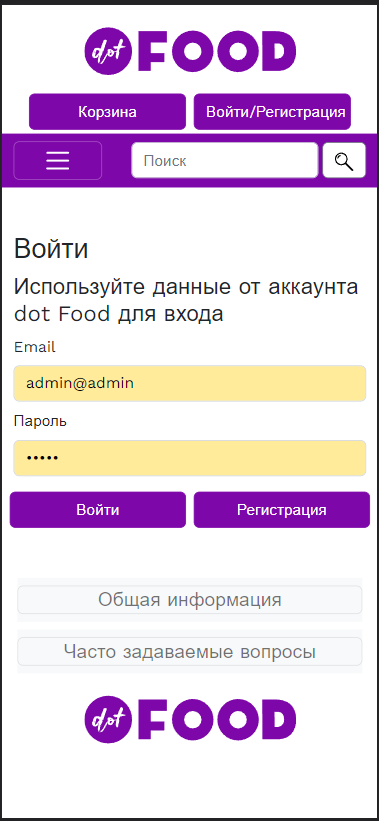 dot FOOD
Корзина
Войти/Регистрация
Поиск
Войти
Используйте данные от аккаунта
dot Food для входа
Email
admin@admin
Пароль
•••••
Войти
Регистрация
Общая информация
Часто задаваемые вопросы
dot FOOD